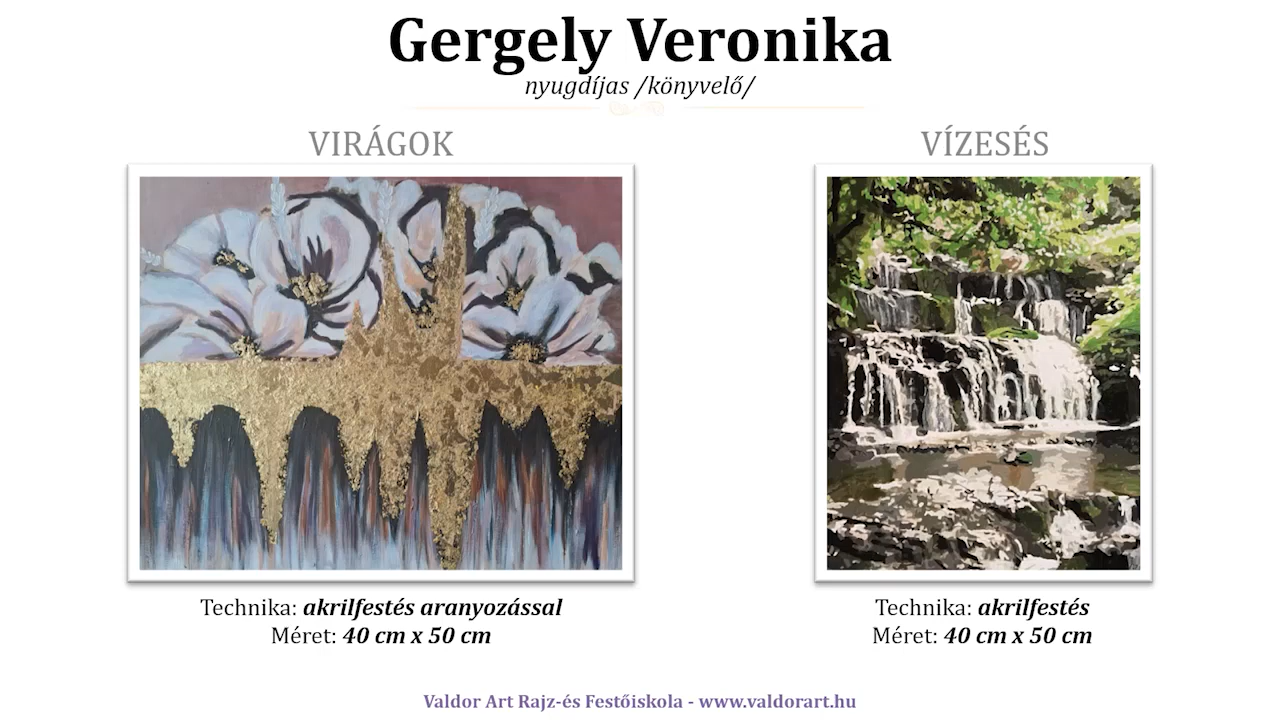 Gergely Veronika
nyugdíjas /könyvelő/
VIRÁGOK
Technika: akrilfestés aranyozással
Méret: 40 cm x 50 cm
VÍZESÉS
Technika: akrilfestés
Méret: 40 cm x 50 cm
Valdor Art Rajz-és Festőiskola - www.valdorart.hu